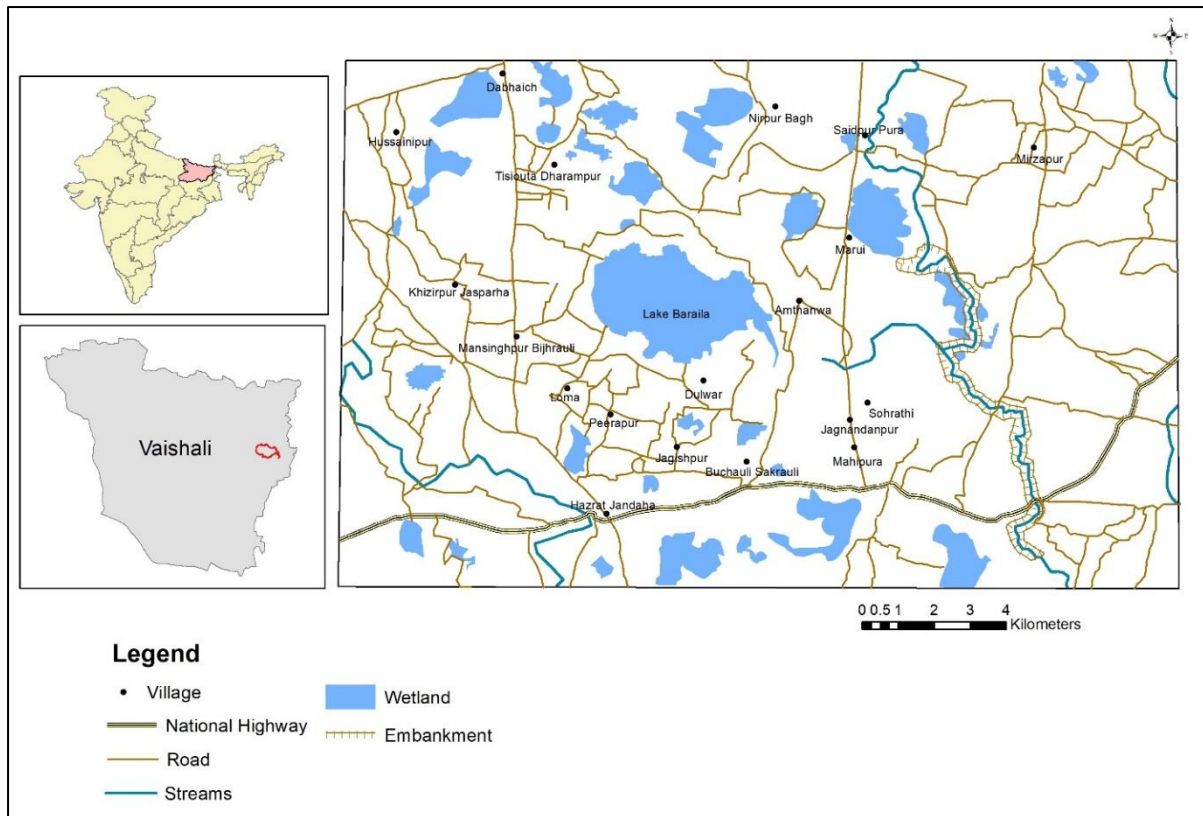 N
W E
S
Dabhaich
Nirpur Bagh
Hussainipur
Saidpur Pura
Mirzapur
Tisiouta Dharampur
Marui
Khizirpur Jasparha
Lake Baraila
Amthanwa
Mansinghpur Bijhrauli
Loma
Dulwar
Peerapur
Sohrathi
Jagnandanpur
Jagishpur
Mahipura
Buchauli Sakrauli
Hazrat Jandaha
Vaishali
0 0.5 1 2 3 4
Kilometers
Legend
Village
National Highway
Road
Streams
Wetland
Embankment